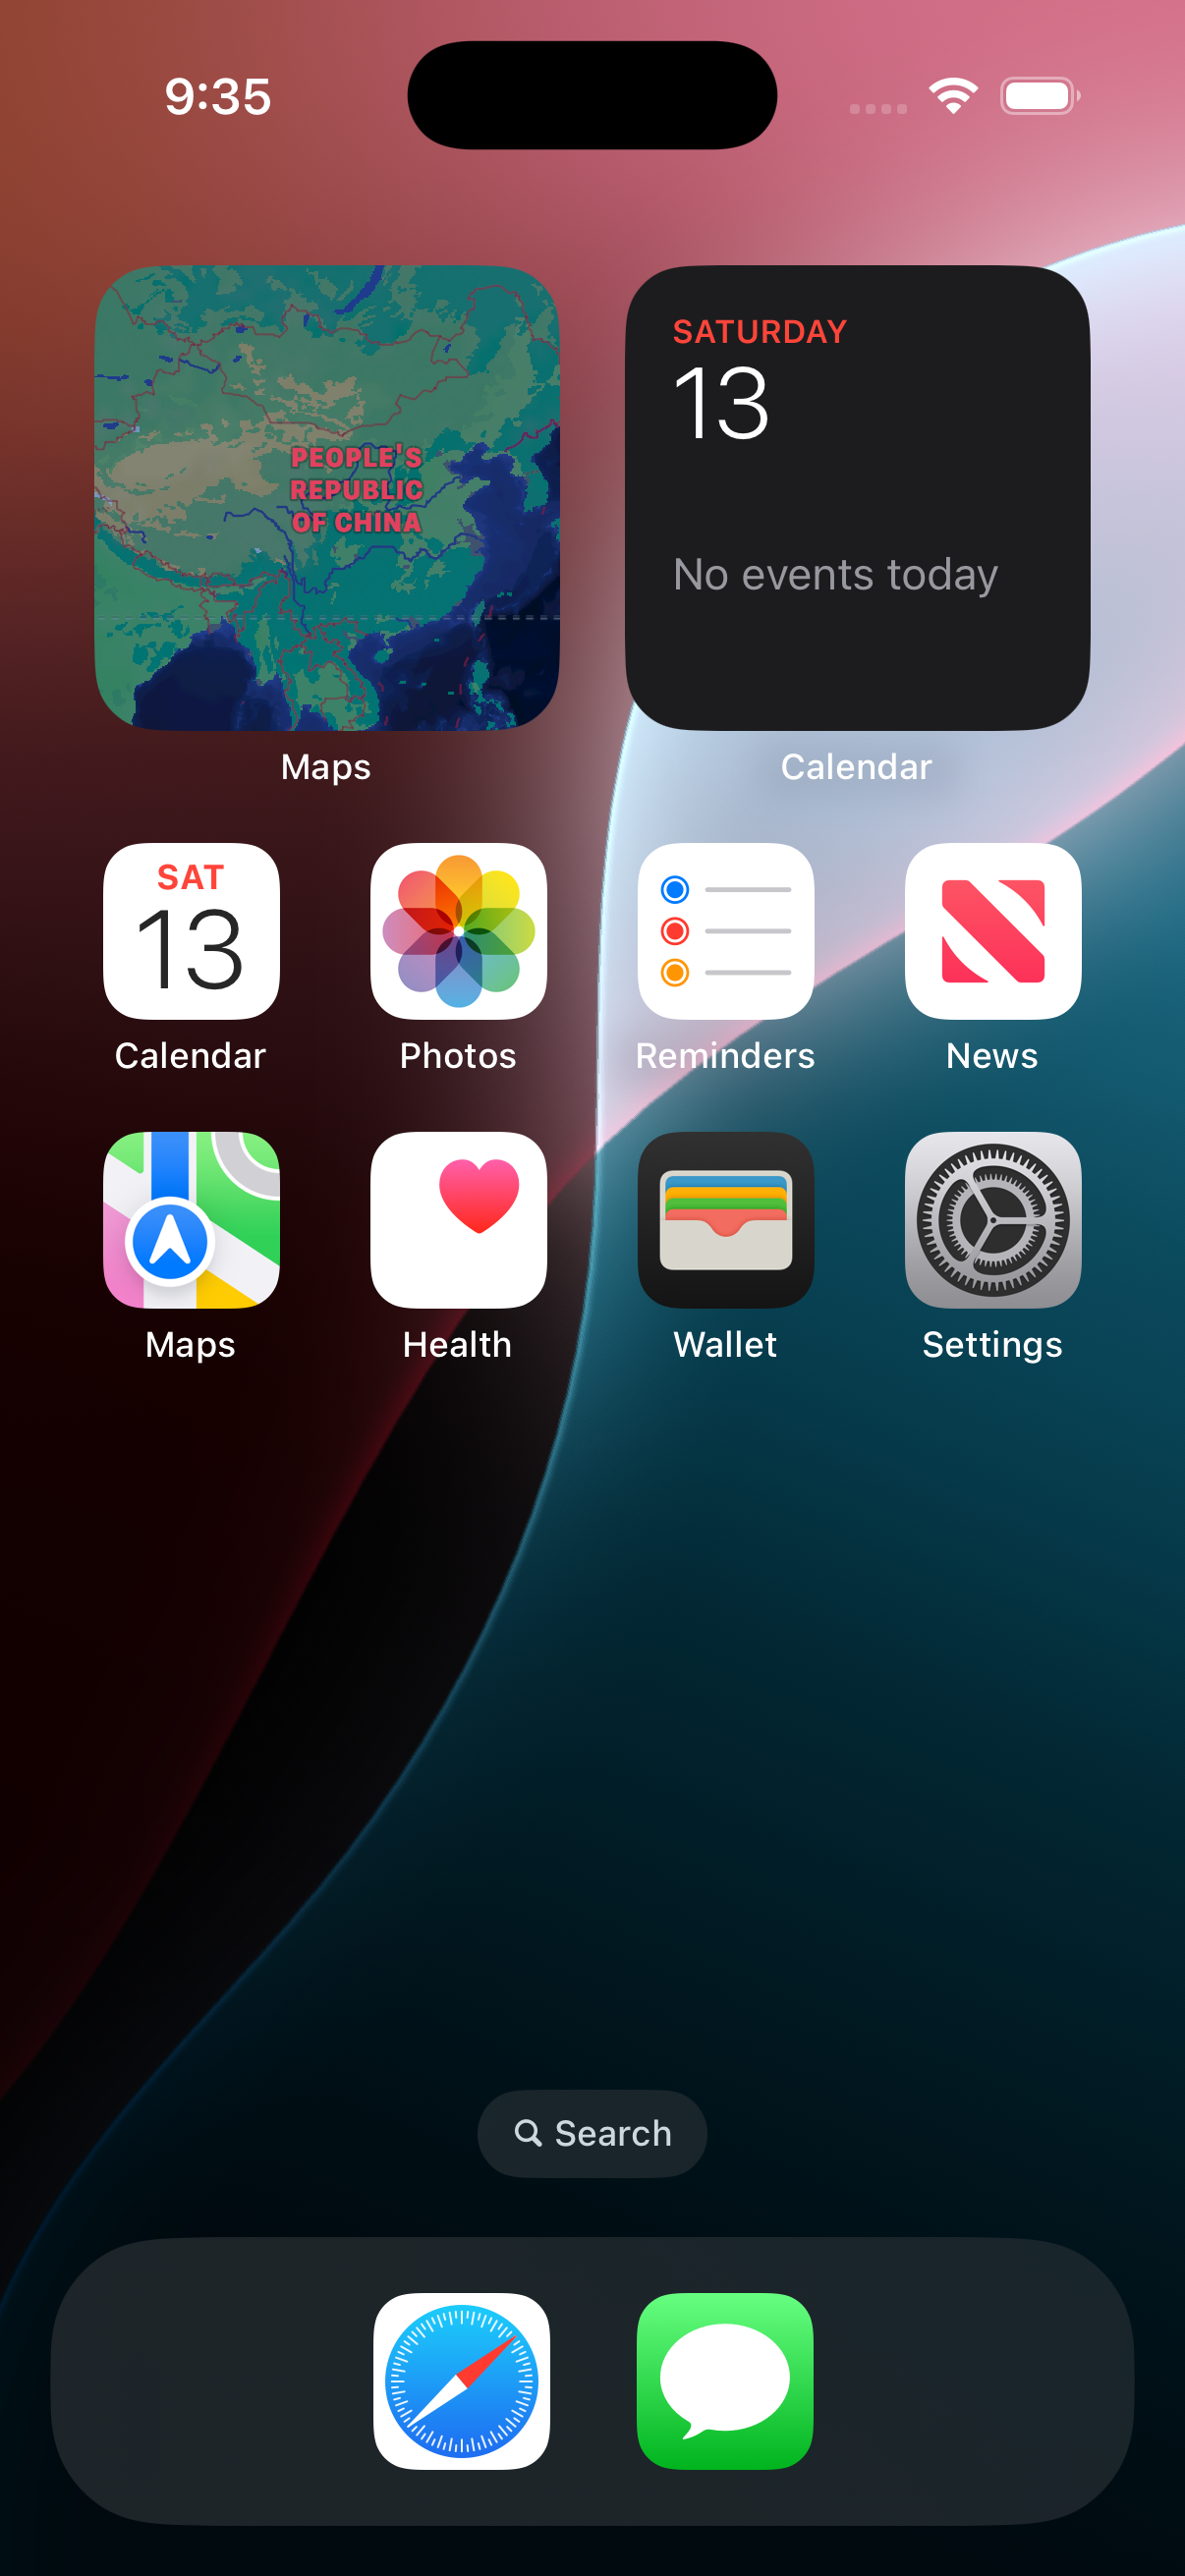 9:35
PEOPLE'S
REPUBLIC
OF CHINA
SATURDAY
13
No events today
Maps
Calendar
SAT
13
Calendar
Photos
Reminders
News
Maps
Health
Wallet
Settings
Search